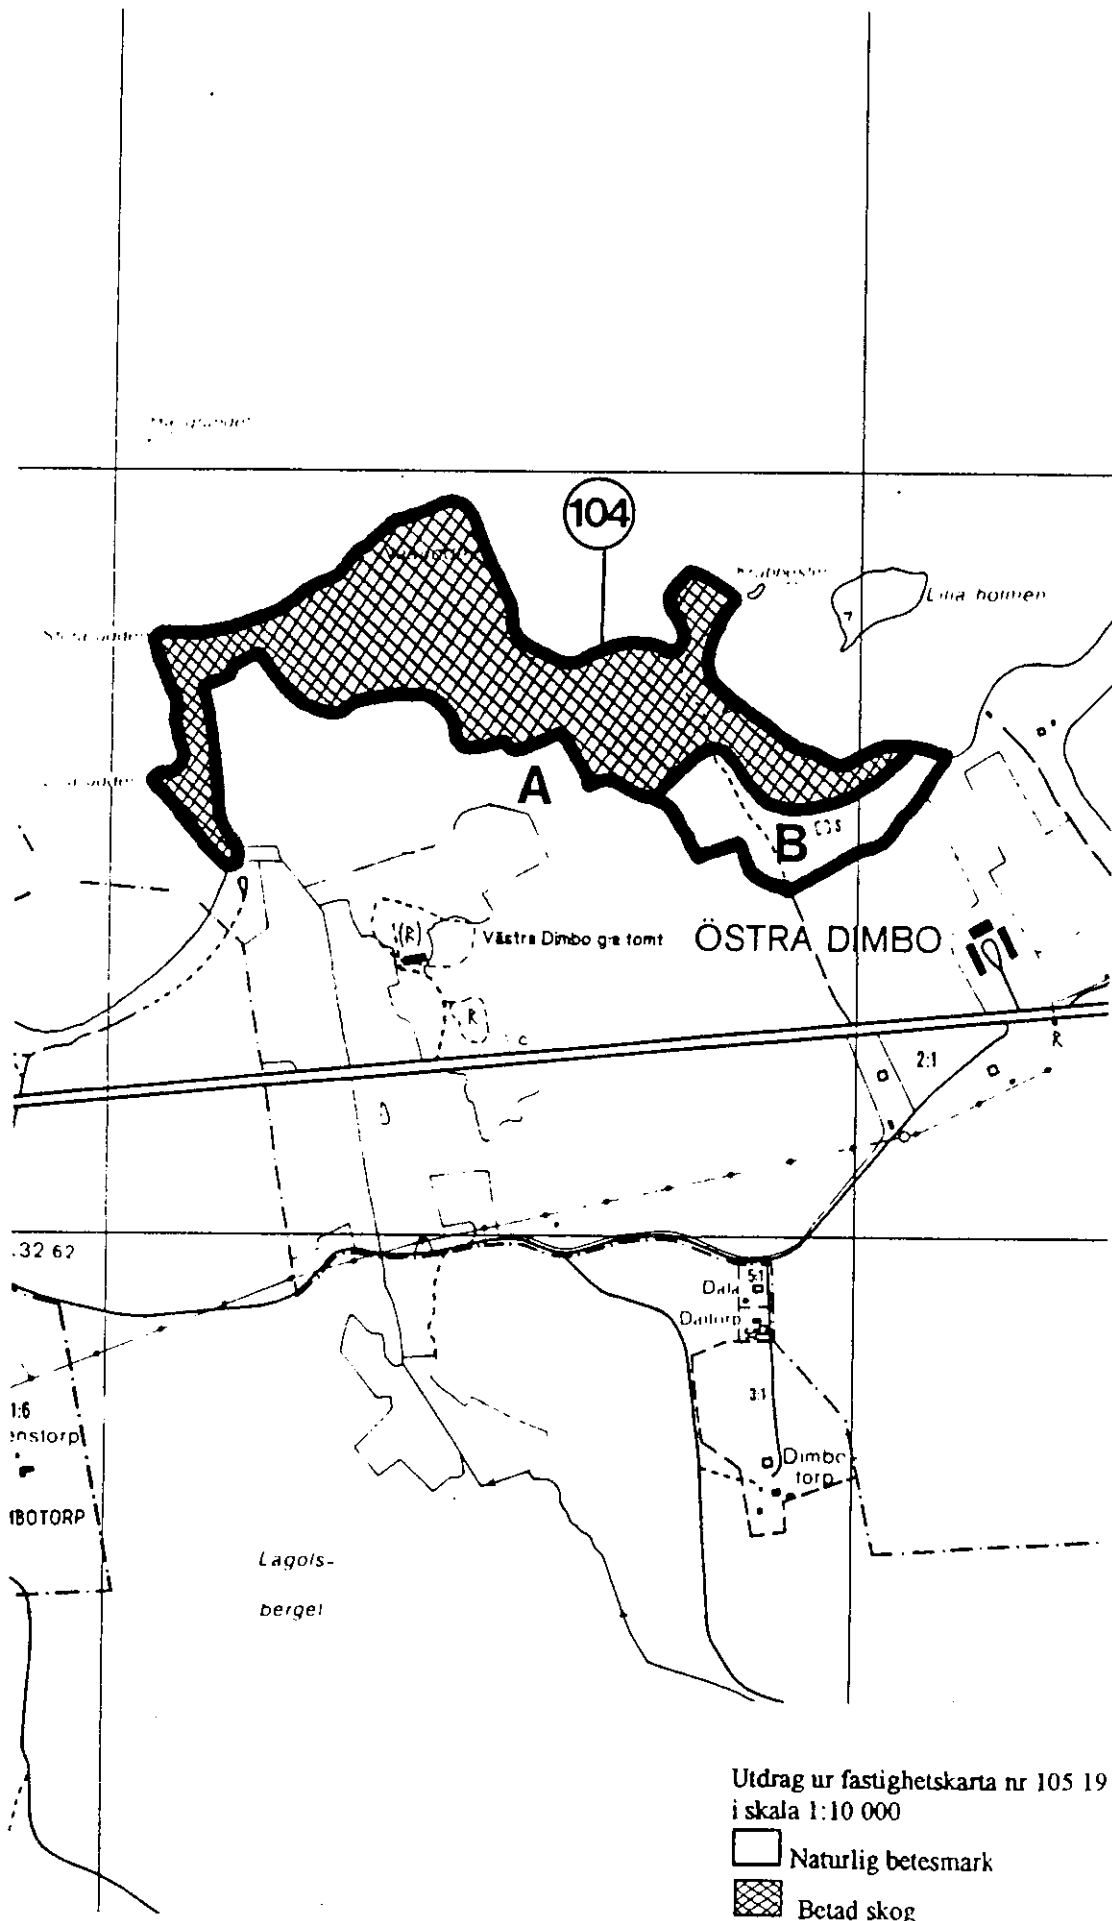 104
Lilla holmen
A
B
Västra Dimbo g:a tomt
ÖSTRA DIMBO
(R)
R
c
R
2:1
.32 62
5:1
Dala
Daltorp
3:1
1:6
enstorp
Dimbo
torp
IBOTORP
Lagols-
berget
Utdrag ur fastighetskarta nr 105 19
i skala 1:10 000
Naturlig betesmark
Betad skog